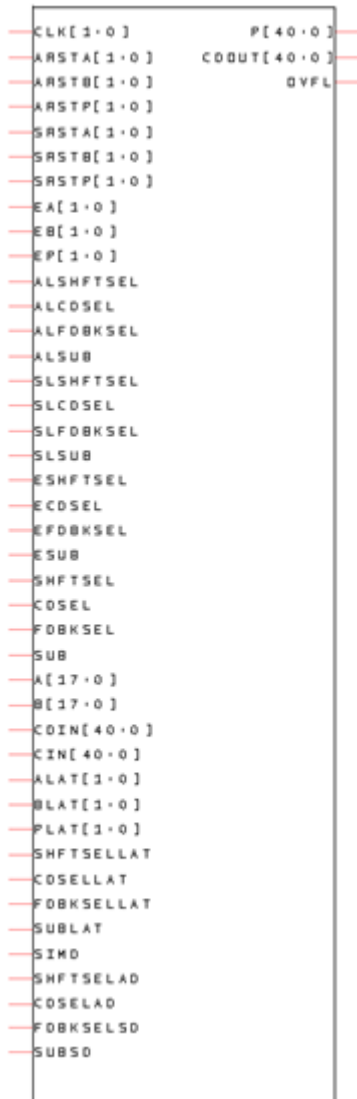 CLK[1:0]
ARSTA[1:0]
ARSTB[1:0]
ARSTP[1:0]
SRSTA[1:0]
SRSTB[1:0]
SRSTP[1:0]
EA[1:0]
EB[1:0]
EP[1:0]
ALSHFTSEL
ALCDSEL
ALFDBKSEL
ALSUB
SLSHFTSEL
SLCDSEL
SLFDBKSEL
SLSUB
ESHFTSEL
ECDSEL
EFDBKSEL
ESUB
SHFTSEL
CDSEL
FDBKSEL
SUB
A[17:0]
B[17:0]
CDIN[40:0]
CIN[40:0]
ALAT[1:0]
BLAT[1:0]
PLAT[1:0]
SHFTSELLAT
CDSELLAT
FDBKSELLAT
SUBLAT
SIMD
SHFTSELAD
CDSELAD
FDBKSELSD
SUBSD
P[40:0]
CDOUT[40:0]
OVFL